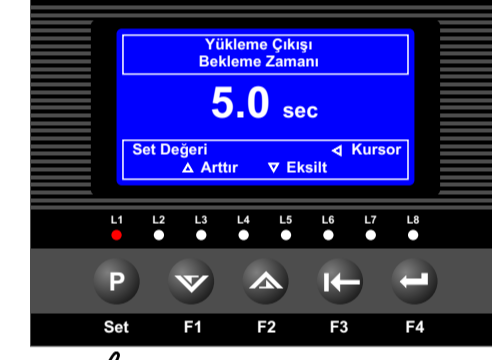 Yükleme Çıkışı
Bekleme Zamanı
5.0 sec
Set Değeri Kursor
Arttır Eksilt
L1 L2 L3 L4 L5 L6 L7 L8
P
Set F1 F2 F3 F4